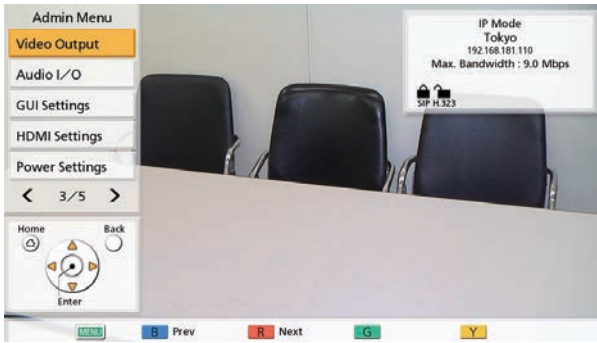 Admin Menu
Video Output
Audio I／O
GUI Settings
HDMI Settings
Power Settings
< 3/5 >
Home Back
Enter
IP Mode
Tokyo
192.168.181.110
Max. Bandwidth : 9.0 Mbps
SIP H.323
MENU B Prev R Next G Y